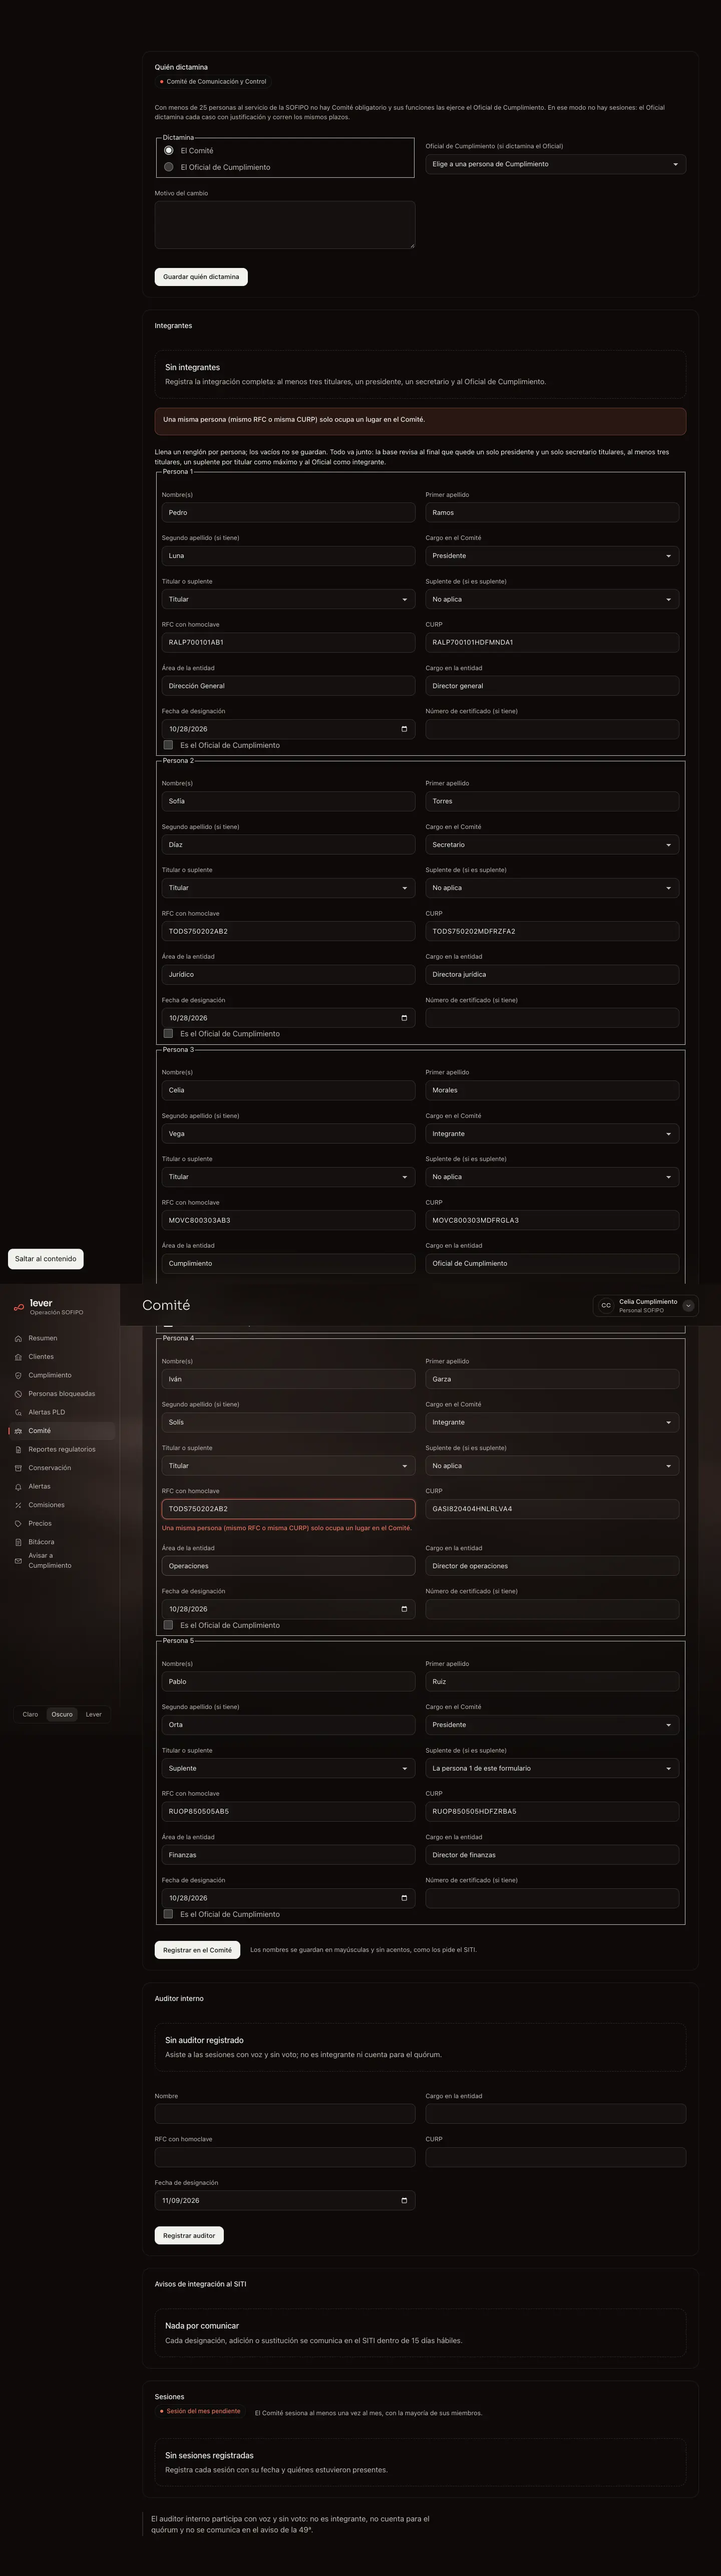 Quién dictamina
Comité de Comunicación y Control
Con menos de 25 personas al servicio de la SOFIPO no hay Comité obligatorio y sus funciones las ejerce el Oficial de Cumplimiento. En ese modo no hay sesiones: el Oficial
dictamina cada caso con justificación y corren los mismos plazos.
Dictamina
El Comité
El Oficial de Cumplimiento
Oficial de Cumplimiento (si dictamina el Oficial)
Elige a una persona de Cumplimiento
Motivo del cambio
Guardar quién dictamina
Integrantes
Sin integrantes
Registra la integración completa: al menos tres titulares, un presidente, un secretario y al Oficial de Cumplimiento.
Una misma persona (mismo RFC o misma CURP) solo ocupa un lugar en el Comité.
Llena un renglón por persona; los vacíos no se guardan. Todo va junto: la base revisa al final que quede un solo presidente y un solo secretario titulares, al menos tres
titulares, un suplente por titular como máximo y al Oficial como integrante.
Persona 1
Nombre(s)
Primer apellido
Pedro
Ramos
Segundo apellido (si tiene)
Cargo en el Comité
Luna
Presidente
Titular o suplente
Suplente de (si es suplente)
Titular
No aplica
RFC con homoclave
CURP
RALP700101AB1
RALP700101HDFMNDA1
Área de la entidad
Cargo en la entidad
Dirección General
Director general
Fecha de designación
Número de certificado (si tiene)
10/28/2026
Es el Oficial de Cumplimiento
Persona 2
Nombre(s)
Primer apellido
Sofía
Torres
Segundo apellido (si tiene)
Cargo en el Comité
Díaz
Secretario
Titular o suplente
Suplente de (si es suplente)
Titular
No aplica
RFC con homoclave
CURP
TODS750202AB2
TODS750202MDFRZFA2
Área de la entidad
Cargo en la entidad
Jurídico
Directora jurídica
Fecha de designación
Número de certificado (si tiene)
10/28/2026
Es el Oficial de Cumplimiento
Persona 3
Nombre(s)
Primer apellido
Celia
Morales
Segundo apellido (si tiene)
Cargo en el Comité
Vega
Integrante
Titular o suplente
Suplente de (si es suplente)
Titular
No aplica
RFC con homoclave
CURP
MOVC800303AB3
MOVC800303MDFRGLA3
Área de la entidad
Cargo en la entidad
Cumplimiento
Oficial de Cumplimiento
Saltar al contenido
lever
Operación SOFIPO
Comité
CC
Celia Cumplimiento
Personal SOFIPO
Resumen
Clientes
Cumplimiento
Personas bloqueadas
Alertas PLD
Comité
Reportes regulatorios
Conservación
Alertas
Comisiones
Precios
Bitácora
Avisar a
Cumplimiento
Claro
Oscuro
Lever
Persona 4
Nombre(s)
Primer apellido
Iván
Garza
Segundo apellido (si tiene)
Cargo en el Comité
Solís
Integrante
Titular o suplente
Suplente de (si es suplente)
Titular
No aplica
RFC con homoclave
CURP
TODS750202AB2
GASI820404HNLRLVA4
Una misma persona (mismo RFC o misma CURP) solo ocupa un lugar en el Comité.
Área de la entidad
Cargo en la entidad
Operaciones
Director de operaciones
Fecha de designación
Número de certificado (si tiene)
10/28/2026
Es el Oficial de Cumplimiento
Persona 5
Nombre(s)
Primer apellido
Pablo
Ruiz
Segundo apellido (si tiene)
Cargo en el Comité
Orta
Presidente
Titular o suplente
Suplente de (si es suplente)
Suplente
La persona 1 de este formulario
RFC con homoclave
CURP
RUOP850505AB5
RUOP850505HDFZRBA5
Área de la entidad
Cargo en la entidad
Finanzas
Director de finanzas
Fecha de designación
Número de certificado (si tiene)
10/28/2026
Es el Oficial de Cumplimiento
Registrar en el Comité
Los nombres se guardan en mayúsculas y sin acentos, como los pide el SITI.
Auditor interno
Sin auditor registrado
Asiste a las sesiones con voz y sin voto; no es integrante ni cuenta para el quórum.
Nombre
Cargo en la entidad
RFC con homoclave
CURP
Fecha de designación
11/09/2026
Registrar auditor
Avisos de integración al SITI
Nada por comunicar
Cada designación, adición o sustitución se comunica en el SITI dentro de 15 días hábiles.
Sesiones
Sesión del mes pendiente
El Comité sesiona al menos una vez al mes, con la mayoría de sus miembros.
Sin sesiones registradas
Registra cada sesión con su fecha y quiénes estuvieron presentes.
El auditor interno participa con voz y sin voto: no es integrante, no cuenta para el
quórum y no se comunica en el aviso de la 49ª.